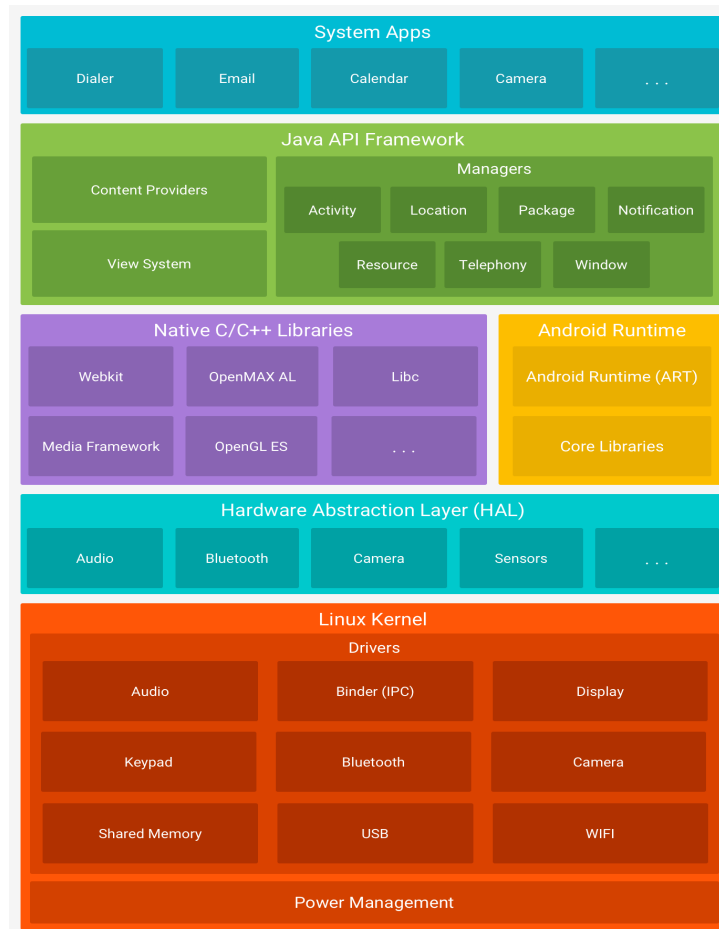 System Apps
Dialer
Email
Calendar
Camera
. . .
Java API Framework
Content Providers
View System
Managers
Activity
Location
Package
Notification
Resource
Telephony
Window
Native C/C++ Libraries
Webkit
OpenMAX AL
Libc
Media Framework
OpenGL ES
. . .
Android Runtime
Android Runtime (ART)
Core Libraries
Hardware Abstraction Layer (HAL)
Audio
Bluetooth
Camera
Sensors
. . .
Linux Kernel
Drivers
Audio
Binder (IPC)
Display
Keypad
Bluetooth
Camera
Shared Memory
USB
WIFI
Power Management